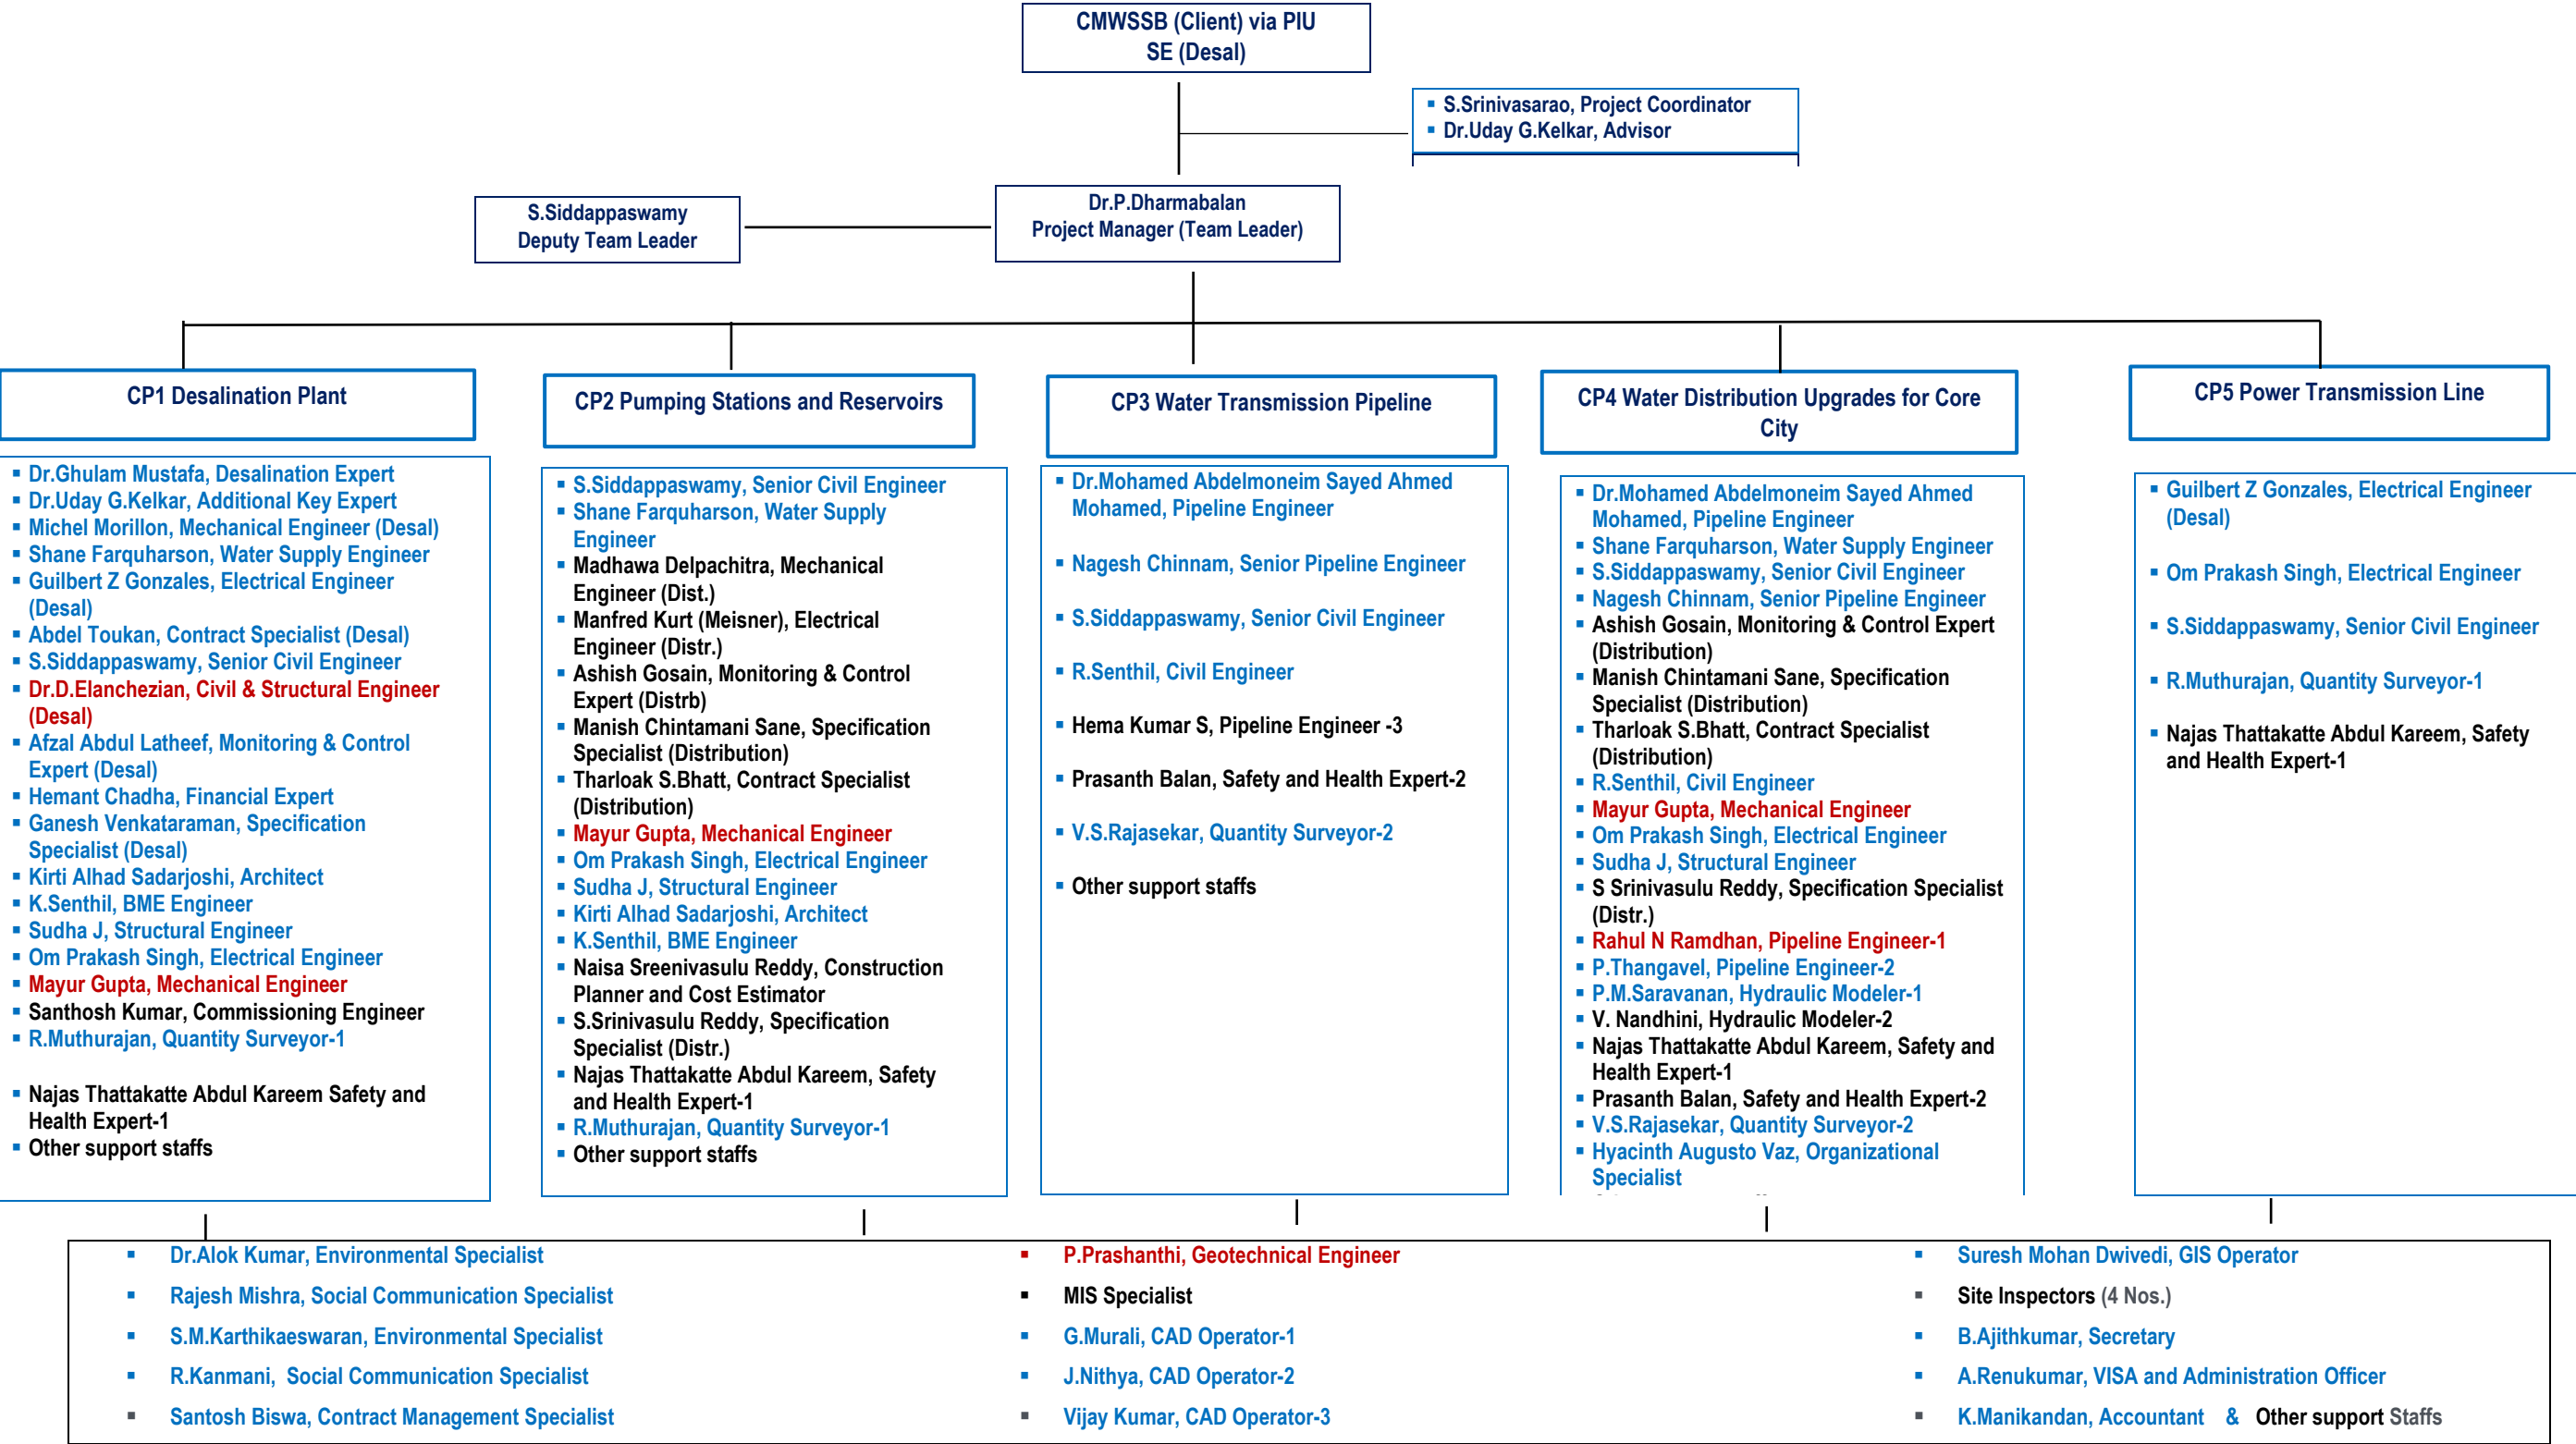 CMWSSB (Client) via PIU
SE (Desal)
▪ S.Srinivasarao, Project Coordinator
▪ Dr.Uday G.Kelkar, Advisor
S.Siddappaswamy
Deputy Team Leader
Dr.P.Dharmabalan
Project Manager (Team Leader)
CP1 Desalination Plant
▪ Dr.Ghulam Mustafa, Desalination Expert
▪ Dr.Uday G.Kelkar, Additional Key Expert
▪ Michel Morillon, Mechanical Engineer (Desal)
▪ Shane Farquharson, Water Supply Engineer
▪ Guilbert Z Gonzales, Electrical Engineer
(Desal)
▪ Abdel Toukan, Contract Specialist (Desal)
▪ S.Siddappaswamy, Senior Civil Engineer
▪ Dr.D.Elanchezian, Civil & Structural Engineer
(Desal)
▪ Afzal Abdul Latheef, Monitoring & Control
Expert (Desal)
▪ Hemant Chadha, Financial Expert
▪ Ganesh Venkataraman, Specification
Specialist (Desal)
▪ Kirti Alhad Sadarjoshi, Architect
▪ K.Senthil, BME Engineer
▪ Sudha J, Structural Engineer
▪ Om Prakash Singh, Electrical Engineer
▪ Mayur Gupta, Mechanical Engineer
▪ Santhosh Kumar, Commissioning Engineer
▪ R.Muthurajan, Quantity Surveyor-1
▪ Najas Thattakatte Abdul Kareem Safety and
Health Expert-1
▪ Other support staffs
CP2 Pumping Stations and Reservoirs
▪ S.Siddappaswamy, Senior Civil Engineer
▪ Shane Farquharson, Water Supply
Engineer
▪ Madhawa Delpachitra, Mechanical
Engineer (Dist.)
▪ Manfred Kurt (Meisner), Electrical
Engineer (Distr.)
▪ Ashish Gosain, Monitoring & Control
Expert (Distrb)
▪ Manish Chintamani Sane, Specification
Specialist (Distribution)
▪ Tharloak S.Bhatt, Contract Specialist
(Distribution)
▪ Mayur Gupta, Mechanical Engineer
▪ Om Prakash Singh, Electrical Engineer
▪ Sudha J, Structural Engineer
▪ Kirti Alhad Sadarjoshi, Architect
▪ K.Senthil, BME Engineer
▪ Naisa Sreenivasulu Reddy, Construction
Planner and Cost Estimator
▪ S.Srinivasulu Reddy, Specification
Specialist (Distr.)
▪ Najas Thattakatte Abdul Kareem, Safety
and Health Expert-1
▪ R.Muthurajan, Quantity Surveyor-1
▪ Other support staffs
CP3 Water Transmission Pipeline
▪ Dr.Mohamed Abdelmoneim Sayed Ahmed
Mohamed, Pipeline Engineer
▪ Nagesh Chinnam, Senior Pipeline Engineer
▪ S.Siddappaswamy, Senior Civil Engineer
▪ R.Senthil, Civil Engineer
▪ Hema Kumar S, Pipeline Engineer -3
▪ Prasanth Balan, Safety and Health Expert-2
▪ V.S.Rajasekar, Quantity Surveyor-2
▪ Other support staffs
CP4 Water Distribution Upgrades for Core
City
▪ Dr.Mohamed Abdelmoneim Sayed Ahmed
Mohamed, Pipeline Engineer
▪ Shane Farquharson, Water Supply Engineer
▪ S.Siddappaswamy, Senior Civil Engineer
▪ Nagesh Chinnam, Senior Pipeline Engineer
▪ Ashish Gosain, Monitoring & Control Expert
(Distribution)
▪ Manish Chintamani Sane, Specification
Specialist (Distribution)
▪ Tharloak S.Bhatt, Contract Specialist
(Distribution)
▪ R.Senthil, Civil Engineer
▪ Mayur Gupta, Mechanical Engineer
▪ Om Prakash Singh, Electrical Engineer
▪ Sudha J, Structural Engineer
▪ S Srinivasulu Reddy, Specification Specialist
(Distr.)
▪ Rahul N Ramdhan, Pipeline Engineer-1
▪ P.Thangavel, Pipeline Engineer-2
▪ P.M.Saravanan, Hydraulic Modeler-1
▪ V. Nandhini, Hydraulic Modeler-2
▪ Najas Thattakatte Abdul Kareem, Safety and
Health Expert-1
▪ Prasanth Balan, Safety and Health Expert-2
▪ V.S.Rajasekar, Quantity Surveyor-2
▪ Hyacinth Augusto Vaz, Organizational
Specialist
CP5 Power Transmission Line
▪ Guilbert Z Gonzales, Electrical Engineer
(Desal)
▪ Om Prakash Singh, Electrical Engineer
▪ S.Siddappaswamy, Senior Civil Engineer
▪ R.Muthurajan, Quantity Surveyor-1
▪ Najas Thattakatte Abdul Kareem, Safety
and Health Expert-1
▪ Dr.Alok Kumar, Environmental Specialist
▪ Rajesh Mishra, Social Communication Specialist
▪ S.M.Karthikaeswaran, Environmental Specialist
▪ R.Kanmani, Social Communication Specialist
▪ Santosh Biswa, Contract Management Specialist
▪ P.Prashanthi, Geotechnical Engineer
▪ MIS Specialist
▪ G.Murali, CAD Operator-1
▪ J.Nithya, CAD Operator-2
▪ Vijay Kumar, CAD Operator-3
▪ Suresh Mohan Dwivedi, GIS Operator
▪ Site Inspectors (4 Nos.)
▪ B.Ajithkumar, Secretary
▪ A.Renukumar, VISA and Administration Officer
▪ K.Manikandan, Accountant & Other support Staffs